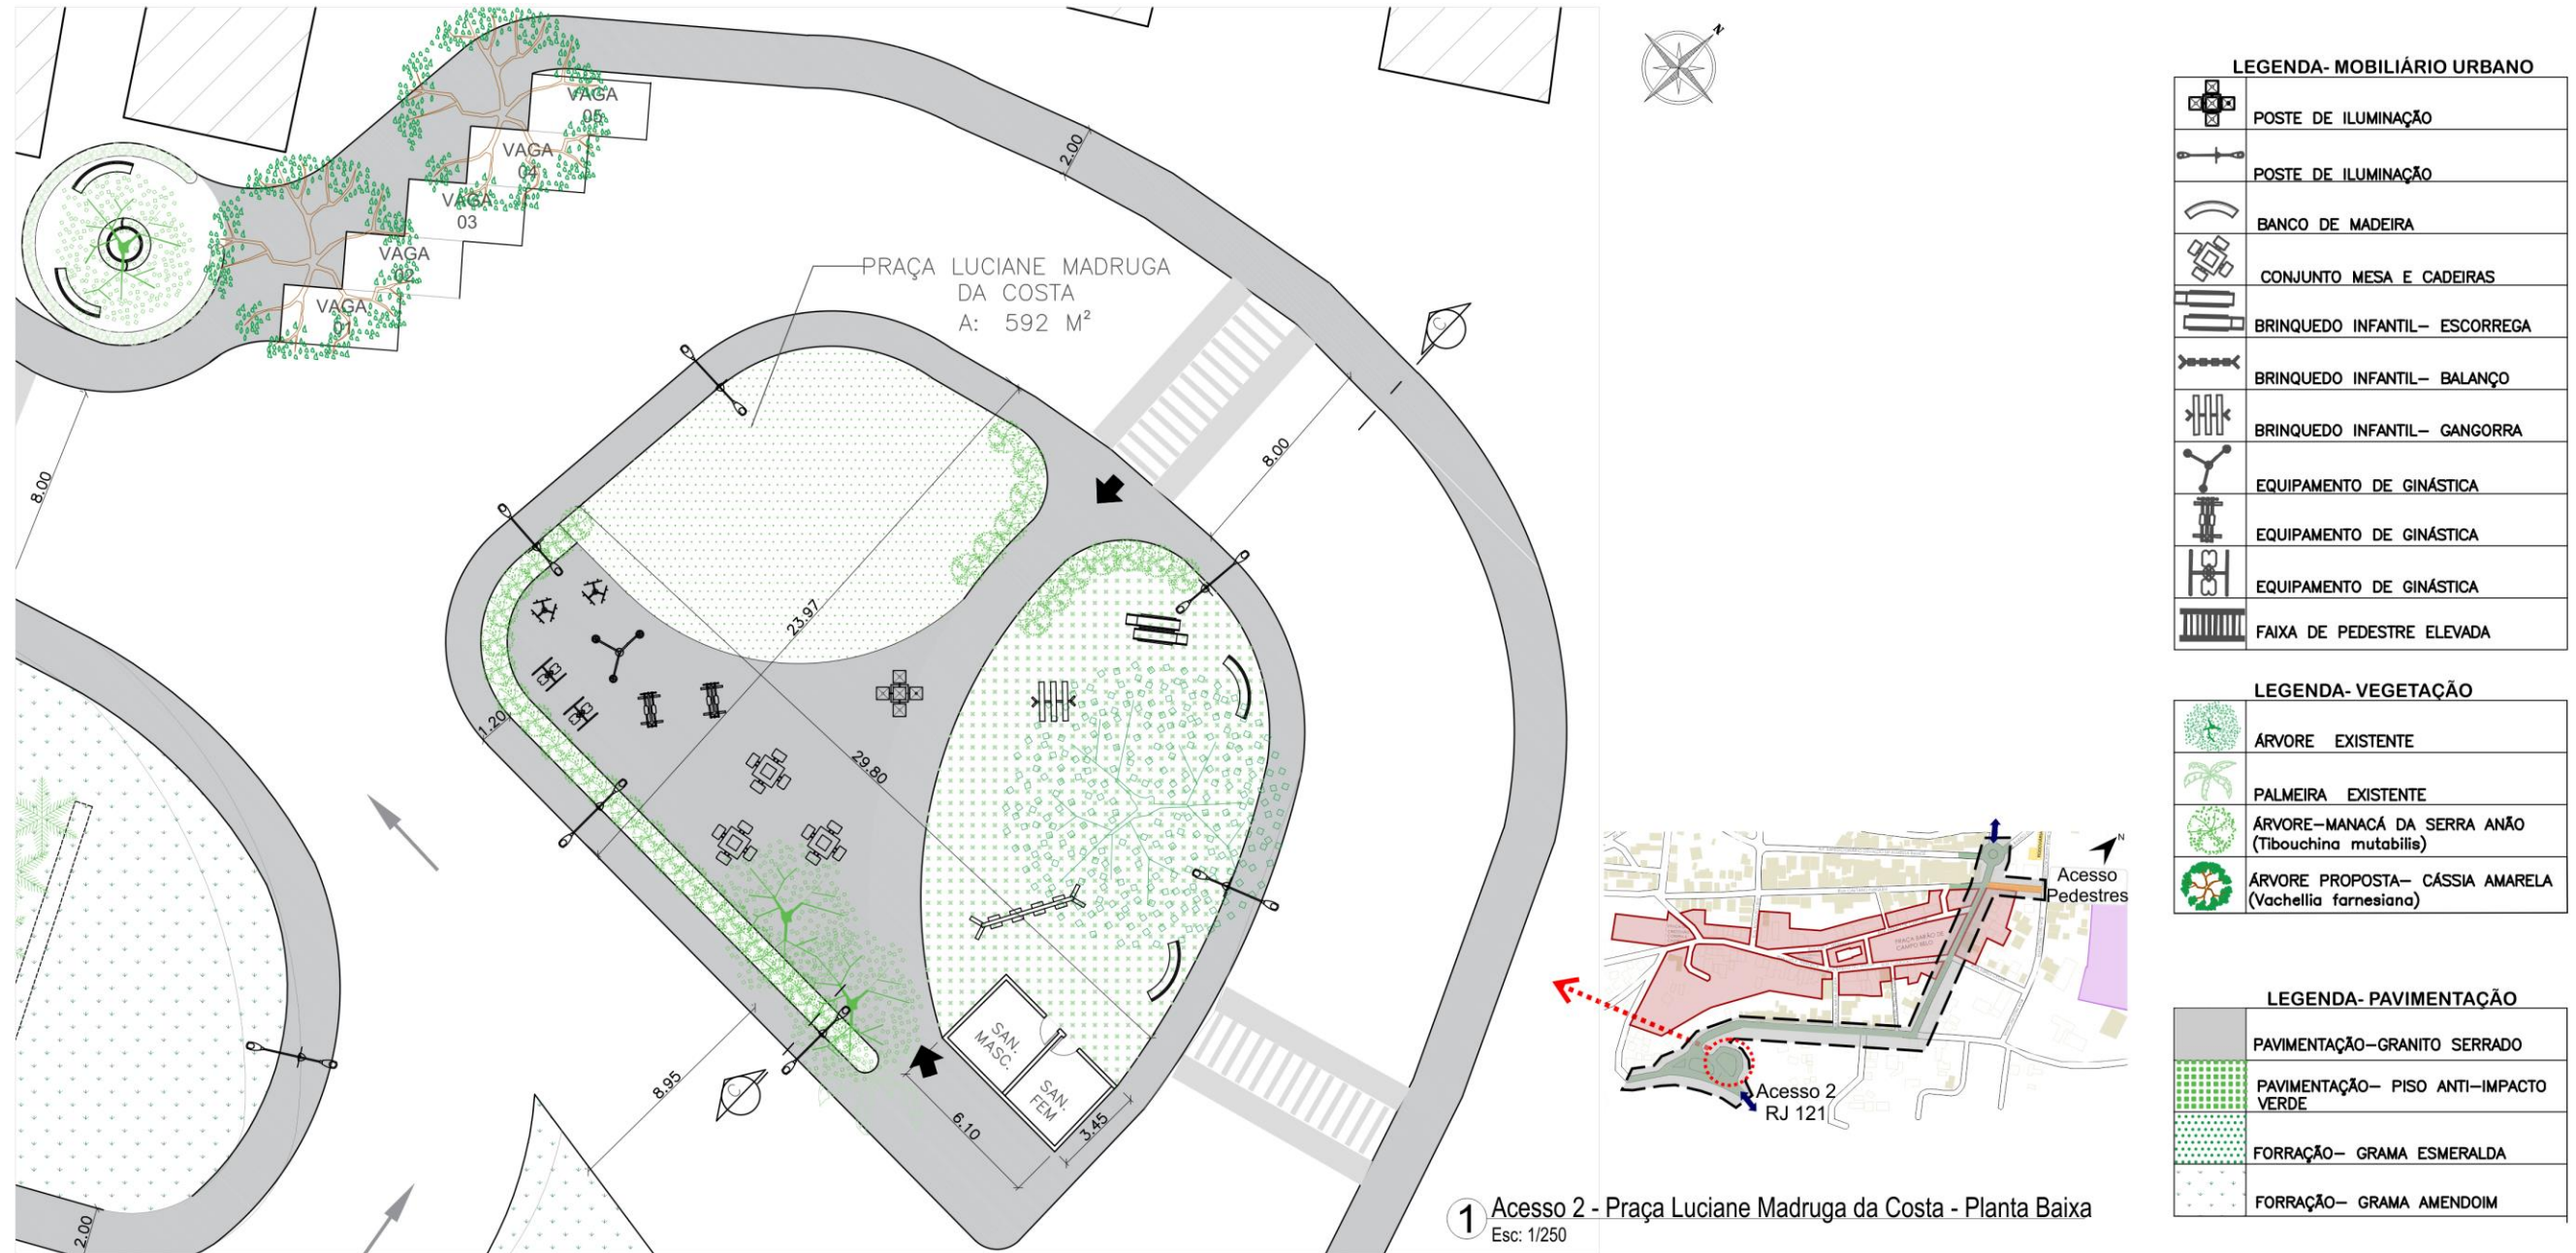 VAGA
05
VAGA
04
VAGA
03
VAGA
02
VAGA
01
PRAÇA LUCIANE MADRUGA
DA COSTA
A: 592 M²
N
2.00
8.00
8.00
C
23.97
29.80
1.20
8.95
C
6.10
3.45
2.00
SAN.
MASC.
SAN.
FEM
1
Acesso 2 - Praça Luciane Madruga da Costa - Planta Baixa
Esc: 1/250
N
Acesso
Pedestres
PRAÇA BARÃO DE
CAMPO BELO
Acesso 2
RJ 121
LEGENDA- MOBILIÁRIO URBANO
POSTE DE ILUMINAÇÃO
POSTE DE ILUMINAÇÃO
BANCO DE MADEIRA
CONJUNTO MESA E CADEIRAS
BRINQUEDO INFANTIL- ESCORREGA
BRINQUEDO INFANTIL- BALANÇO
BRINQUEDO INFANTIL- GANGORRA
EQUIPAMENTO DE GINÁSTICA
EQUIPAMENTO DE GINÁSTICA
EQUIPAMENTO DE GINÁSTICA
FAIXA DE PEDESTRE ELEVADA
LEGENDA- VEGETAÇÃO
ÁRVORE EXISTENTE
PALMEIRA EXISTENTE
ÁRVORE-MANACÁ DA SERRA ANÃO
(Tibouchina mutabilis)
ÁRVORE PROPOSTA- CÁSSIA AMARELA
(Vachellia farnesiana)
LEGENDA- PAVIMENTAÇÃO
PAVIMENTAÇÃO-GRANITO SERRADO
PAVIMENTAÇÃO- PISO ANTI-IMPACTO
VERDE
FORRAÇÃO- GRAMA ESMERALDA
FORRAÇÃO- GRAMA AMENDOIM